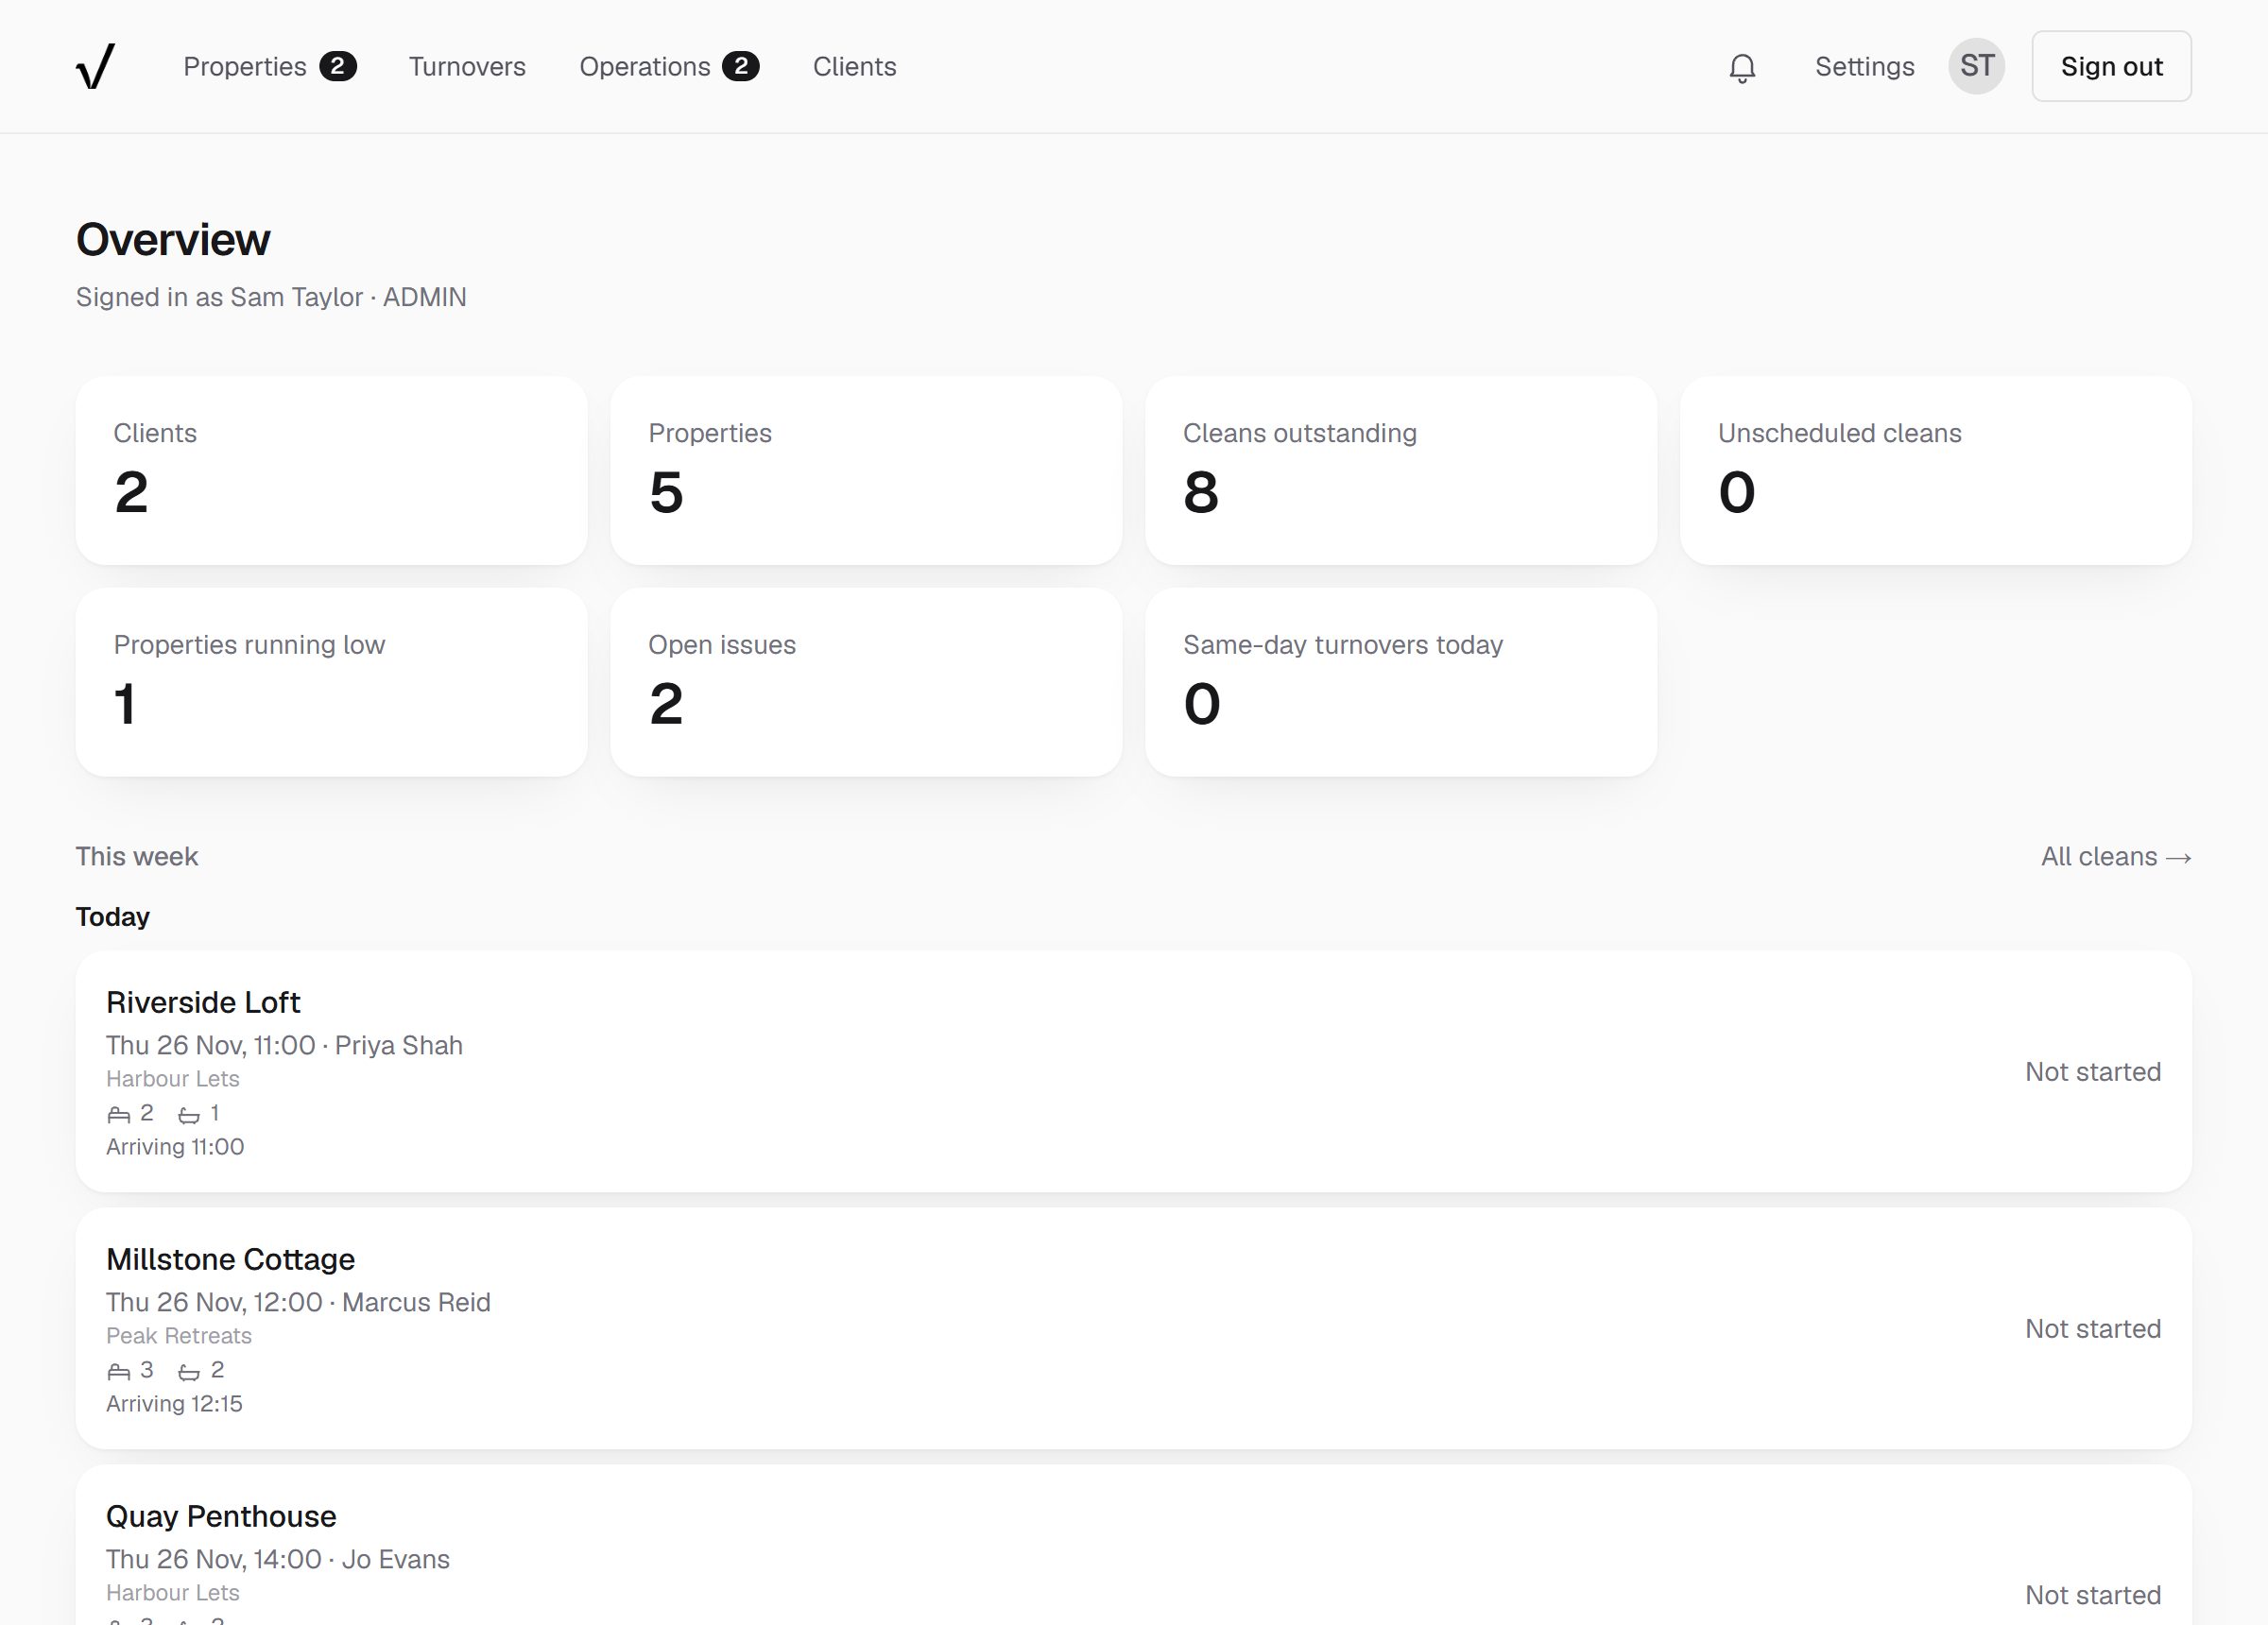 Properties 2 Turnovers Operations 2 Clients Settings ST Sign out
Overview
Signed in as Sam Taylor · ADMIN
Clients
2
Properties
5
Cleans outstanding
8
Unscheduled cleans
0
Properties running low
1
Open issues
2
Same-day turnovers today
0
This week
All cleans →
Today
Riverside Loft
Thu 26 Nov, 11:00 · Priya Shah
Harbour Lets
2 1
Arriving 11:00
Not started
Millstone Cottage
Thu 26 Nov, 12:00 · Marcus Reid
Peak Retreats
3 2
Arriving 12:15
Not started
Quay Penthouse
Thu 26 Nov, 14:00 · Jo Evans
Harbour Lets
Not started